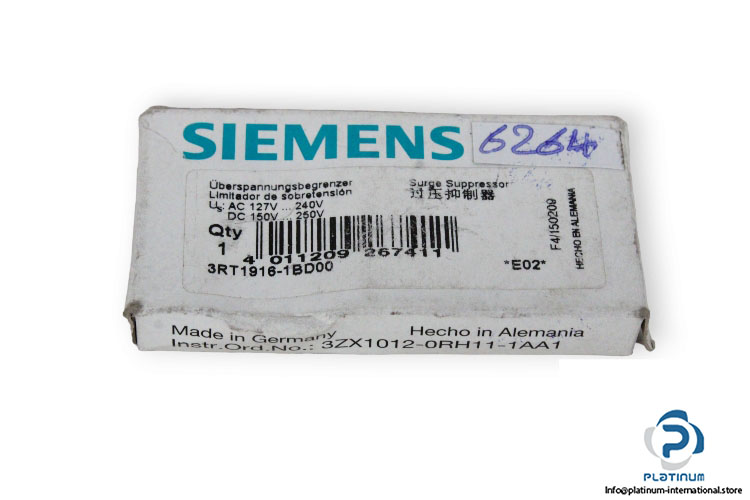 SIEMENS
6264
Überspannungsbegrenzer
Surge Suppressor
Limitador de sobretensión
过压抑制器
Us: AC 127V ... 240V
DC 150V ... 250V
Qty
1
4 011209 267411
3RT1916-1BD00
*E02*
F4/150209
HECHO EN ALEMANIA
Made in Germany
Hecho in Alemania
Instr.Ord.No.: 3ZX1012-0RH11-1AA1
PLATINUM
Info@platinum-international.store